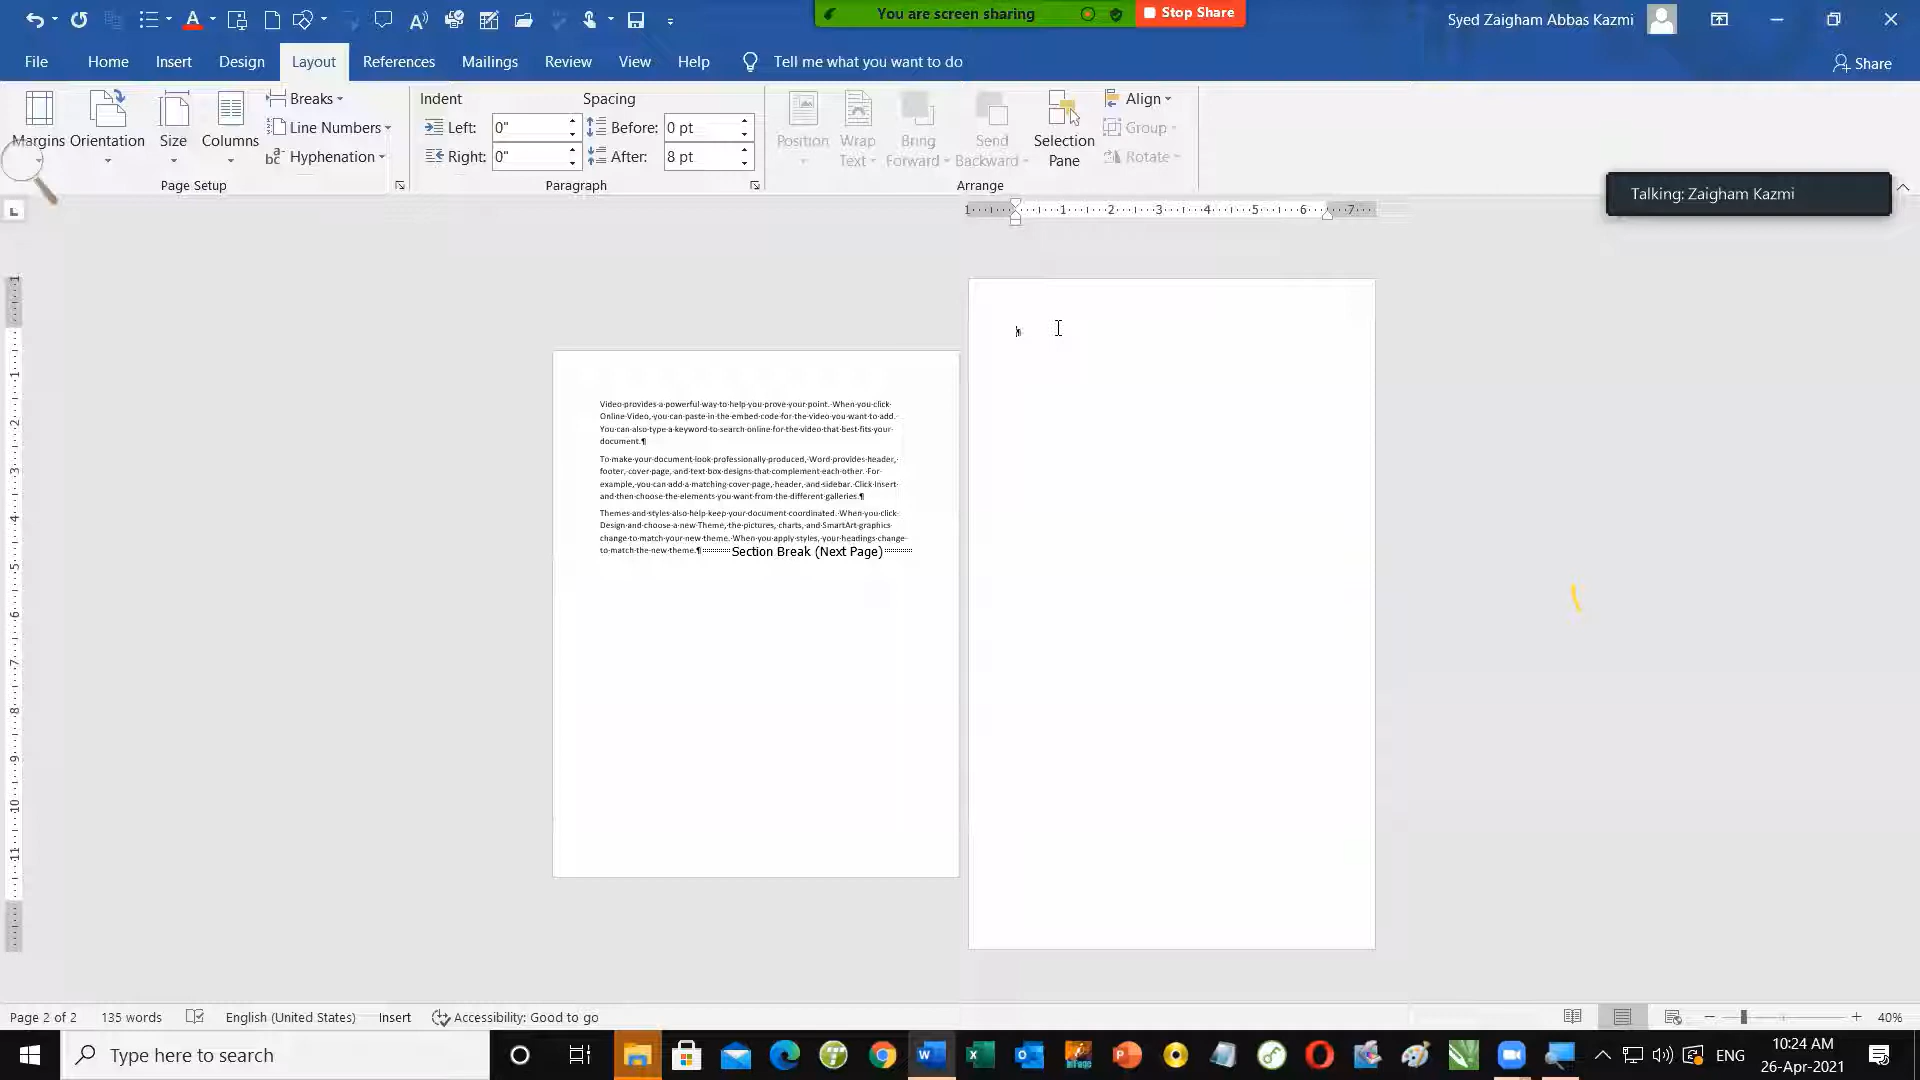 You are screen sharing
Stop Share
Syed Zaigham Abbas Kazmi
File Home Insert Design Layout References Mailings Review View Help Tell me what you want to do
Share
Margins
Orientation
Size
Columns
Breaks
Line Numbers
Hyphenation
Page Setup
Indent
Left: 0"
Right: 0"
Spacing
Before: 0 pt
After: 8 pt
Paragraph
Position
Wrap
Text
Bring
Forward
Send
Backward
Selection
Pane
Align
Group
Rotate
Arrange
Talking: Zaigham Kazmi
Video provides a powerful way to help you prove your point. When you click
Online Video, you can paste in the embed code for the video you want to add.
You can also type a keyword to search online for the video that best fits your
document.¶
To make your document look professionally produced, Word provides header,
footer, cover page, and text box designs that complement each other. For
example, you can add a matching cover page, header, and sidebar. Click Insert
and then choose the elements you want from the different galleries.¶
Themes and styles also help keep your document coordinated. When you click
Design and choose a new Theme, the pictures, charts, and SmartArt graphics
change to match your new theme. When you apply styles, your headings change
to match the new theme.¶ Section Break (Next Page)
Page 2 of 2 135 words English (United States) Insert Accessibility: Good to go
40%
Type here to search
ENG
10:24 AM
26-Apr-2021